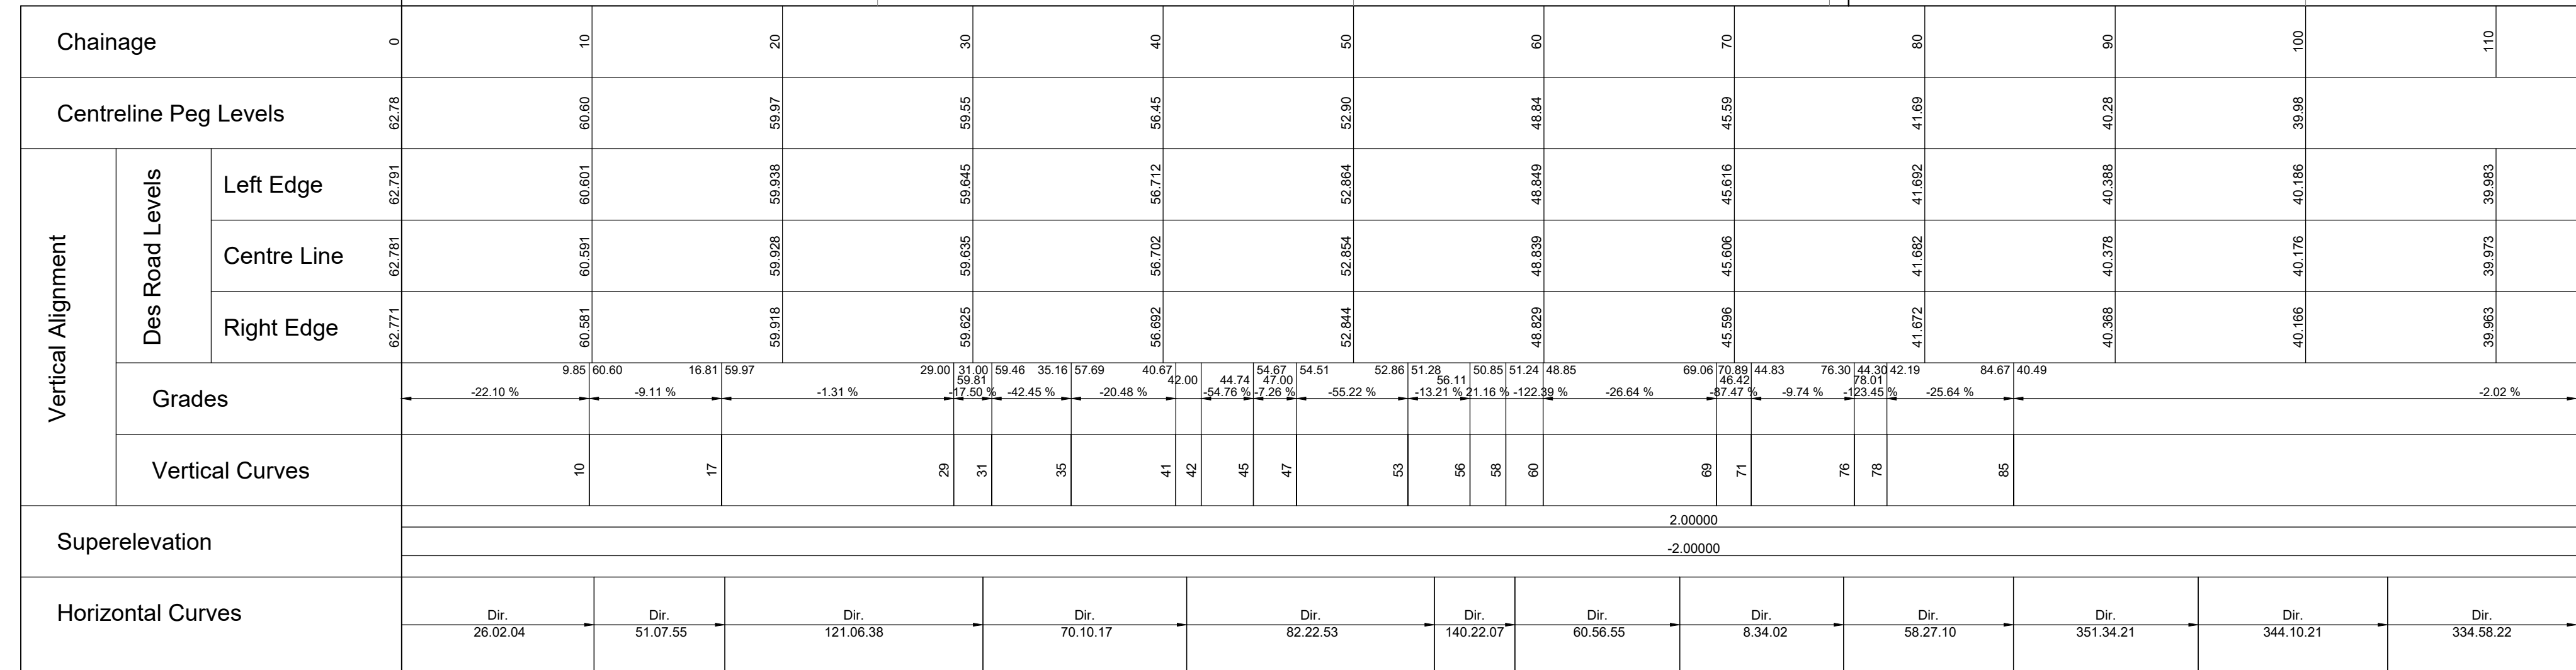 Chainage 0 10 20 30 40 50 60 70 80 90 100 110
Centreline Peg Levels 62.78 60.60 59.97 59.55 56.45 52.90 48.84 45.59 41.69 40.28 39.98
Vertical Alignment
Des Road Levels
Left Edge 62.791 60.601 59.938 59.645 56.712 52.864 48.849 45.616 41.692 40.388 40.186 39.983
Centre Line 62.781 60.591 59.928 59.635 56.702 52.854 48.839 45.606 41.682 40.378 40.176 39.973
Right Edge 62.771 60.581 59.918 59.625 56.692 52.844 48.829 45.596 41.672 40.368 40.166 39.963
9.85 60.60 16.81 59.97 29.00 31.00 59.46 35.16 57.69 40.67 54.67 54.51 52.86 51.28 50.85 51.24 48.85 69.06 70.89 44.83 76.30 44.30 42.19 84.67 40.49
59.81 42.00 44.74 47.00 56.11 46.42 78.01
Grades -22.10 % -9.11 % -1.31 % -17.50 % -42.45 % -20.48 % -54.76 % -7.26 % -55.22 % -13.21 % 21.16 % -122.39 % -26.64 % -87.47 % -9.74 % -123.45 % -25.64 % -2.02 %
Vertical Curves 10 17 29 31 35 41 42 45 47 53 56 58 60 69 71 76 78 85
2.00000
Superelevation
-2.00000
Horizontal Curves
Dir. Dir. Dir. Dir. Dir. Dir. Dir. Dir. Dir. Dir. Dir. Dir.
26.02.04 51.07.55 121.06.38 70.10.17 82.22.53 140.22.07 60.56.55 8.34.02 58.27.10 351.34.21 344.10.21 334.58.22